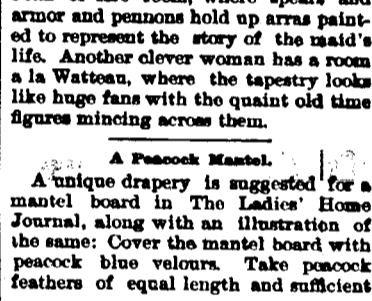 armor and pennons hold up arras paint-
ed to represent the story of the maid's
life. Another clever woman has a room
a la Watteau, where the tapestry looks
like huge fans with the quaint old time
figures mincing across them.
A Peacock Mantel.
A unique drapery is suggested for a
mantel board in The Ladies' Home
Journal, along with an illustration of
the same: Cover the mantel board with
peacock blue velours. Take peacock
feathers of equal length and sufficient